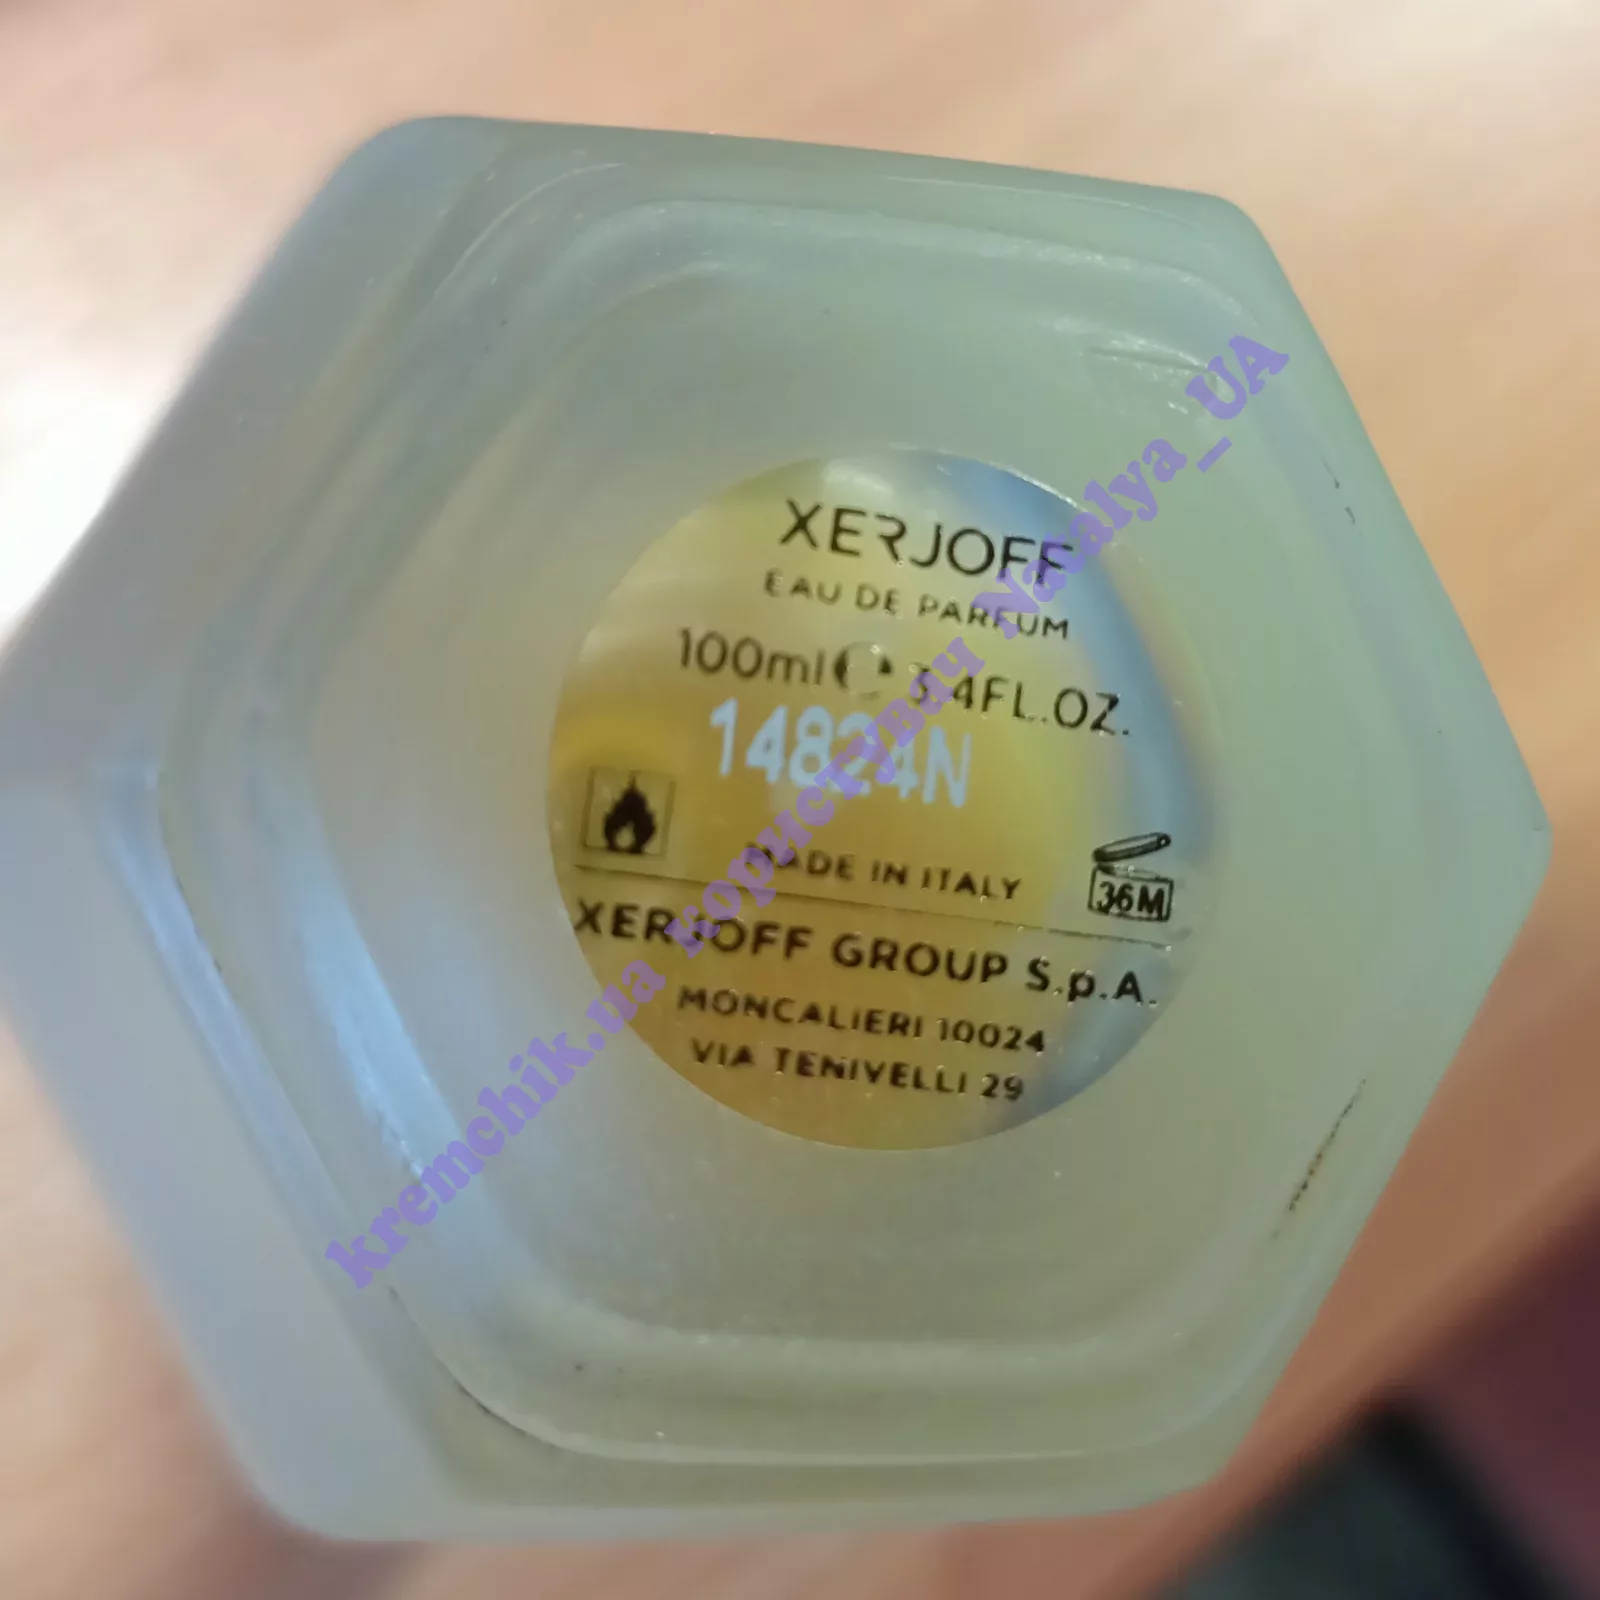 XERJOFF
EAU DE PARFUM
100ml ℮ 3.4FL.OZ.
14824N
MADE IN ITALY
36M
XERJOFF GROUP S.p.A.
MONCALIERI 10024
VIA TENIVELLI 29
kremchik.ua користувач Natalya_UA